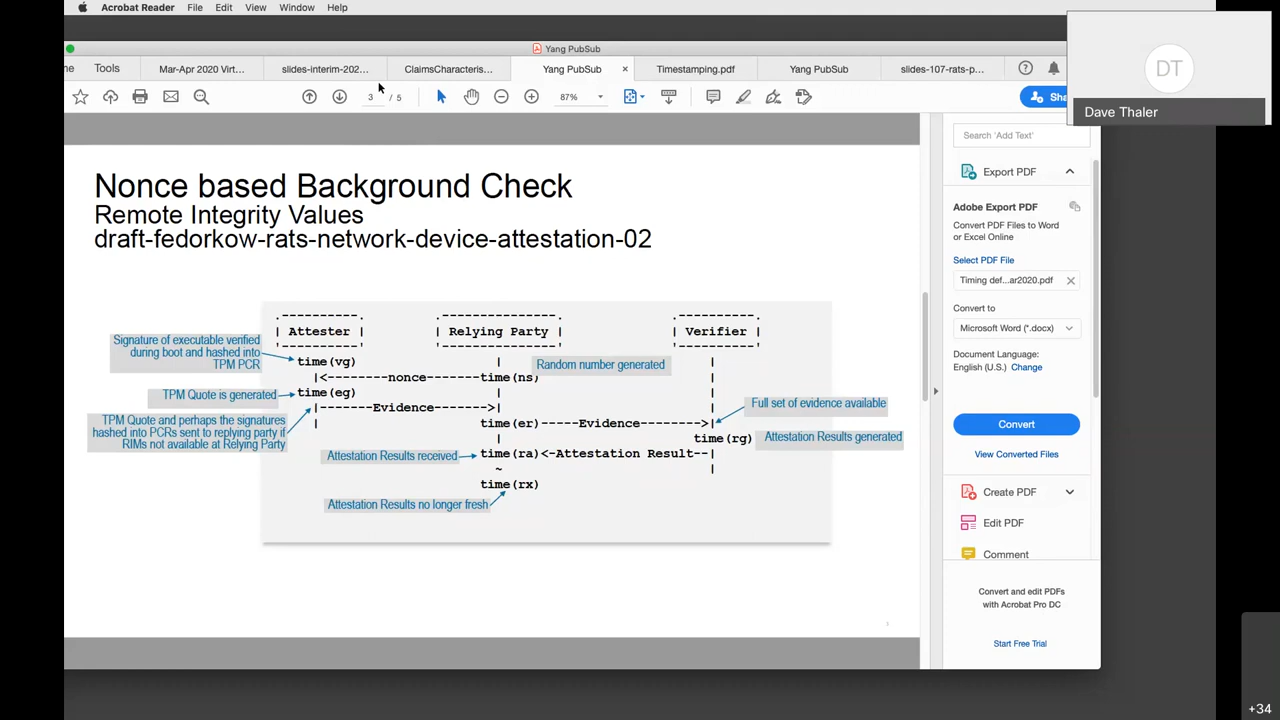 Acrobat Reader File Edit View Window Help
Yang PubSub
me Tools Mar-Apr 2020 Virt... slides-interim-202... ClaimsCharacteris... Yang PubSub × Timestamping.pdf Yang PubSub slides-107-rats-p...
3 / 5 87% Sha
DT
Dave Thaler
Search 'Add Text'
Export PDF
Adobe Export PDF
Convert PDF Files to Word
or Excel Online
Select PDF File
Timing def...ar2020.pdf
Convert to
Microsoft Word (*.docx)
Document Language:
English (U.S.) Change
Convert
View Converted Files
Create PDF
Edit PDF
Comment
Convert and edit PDFs
with Acrobat Pro DC
Start Free Trial
+34
Nonce based Background Check
Remote Integrity Values
draft-fedorkow-rats-network-device-attestation-02
.----------. .---------------. .----------.
| Attester | | Relying Party | | Verifier |
'----------' '---------------' '----------'
Signature of executable verified
during boot and hashed into
TPM PCR
time(vg) | Random number generated |
|<-------nonce-------time(ns) |
TPM Quote is generated time(eg) | |
|------Evidence------>| |
TPM Quote and perhaps the signatures
hashed into PCRs sent to replying party if
RIMs not available at Relying Party
Full set of evidence available
| time(er)-----Evidence------->|
| time(rg) Attestation Results generated
Attestation Results received time(ra)<-Attestation Result--|
~ |
time(rx)
Attestation Results no longer fresh
3